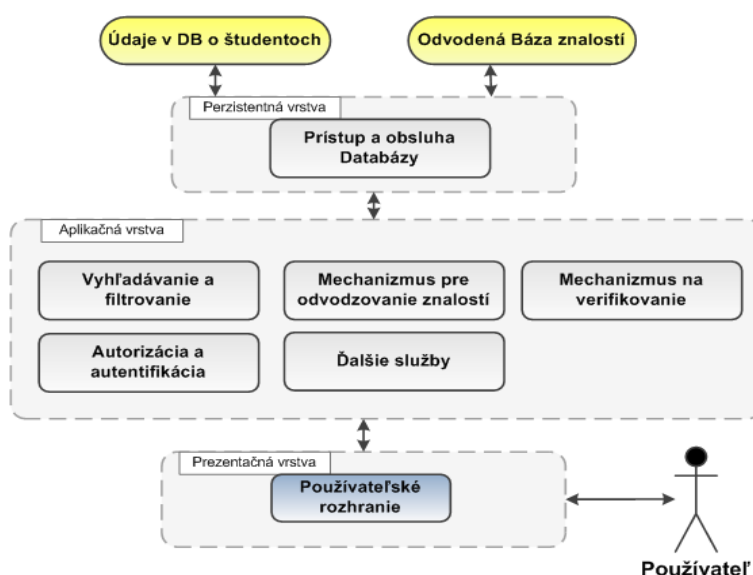 Údaje v DB o študentoch
Odvodená Báza znalostí
Perzistentná vrstva
Prístup a obsluha
Databázy
Aplikačná vrstva
Vyhľadávanie a
filtrovanie
Mechanizmus pre
odvodzovanie znalostí
Mechanizmus na
verifikovanie
Autorizácia a
autentifikácia
Ďalšie služby
Prezentačná vrstva
Používateľské
rozhranie
Používateľ